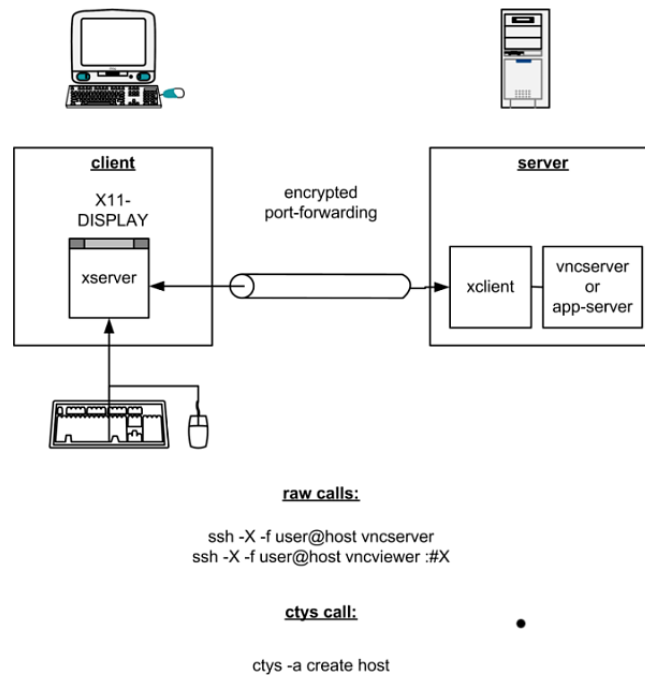 client
server
X11-
DISPLAY
encrypted
port-forwarding
xserver
xclient
vncserver
or
app-server
raw calls:
ssh -X -f user@host vncserver
ssh -X -f user@host vncviewer :#X
ctys call:
ctys -a create host